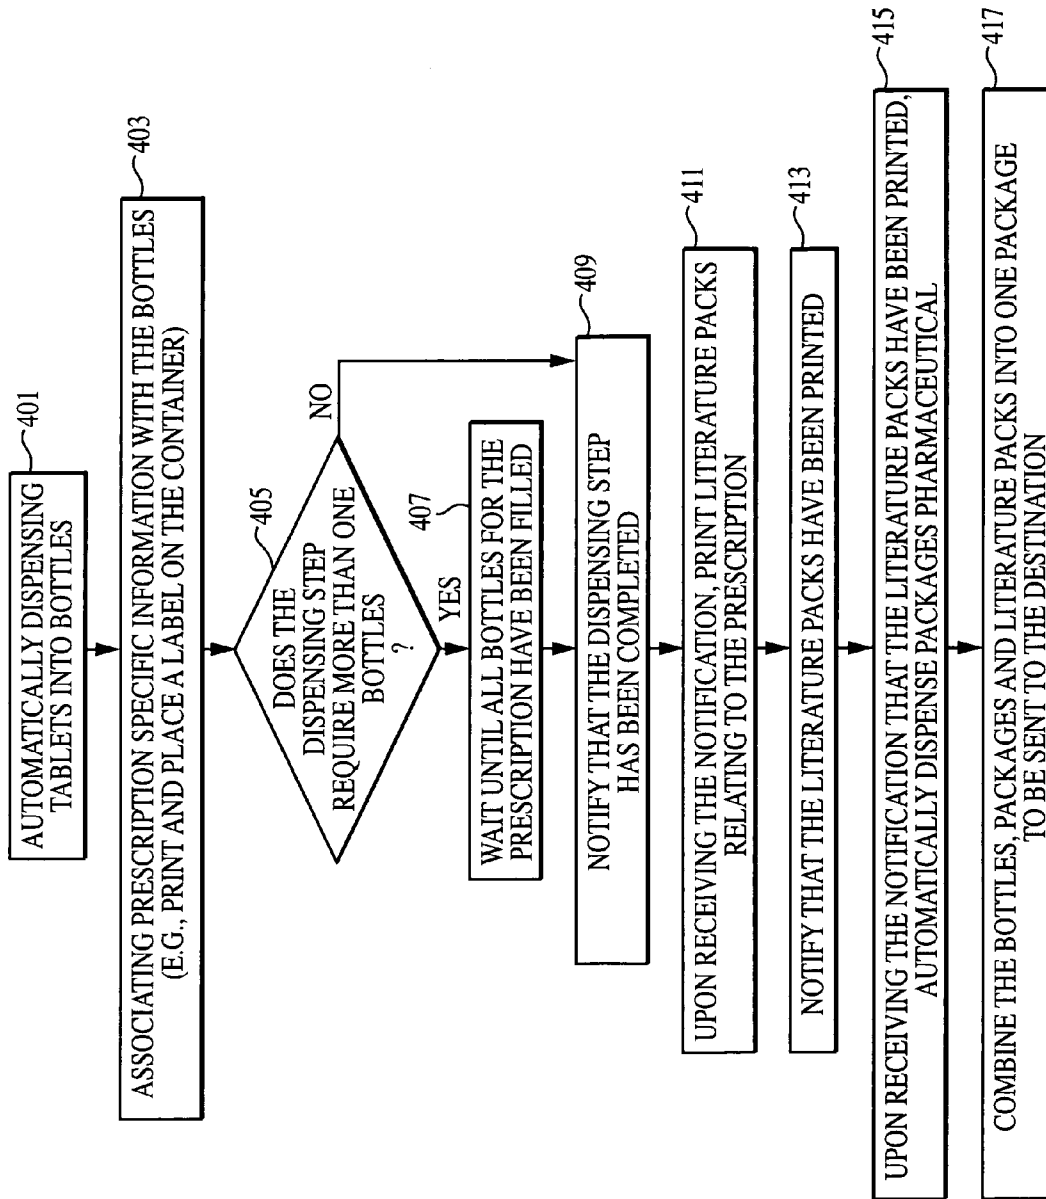 401
AUTOMATICALLY DISPENSING
TABLETS INTO BOTTLES
403
ASSOCIATING PRESCRIPTION SPECIFIC INFORMATION WITH THE BOTTLES
(E.G., PRINT AND PLACE A LABEL ON THE CONTAINER)
405
DOES THE
DISPENSING STEP
REQUIRE MORE THAN ONE
BOTTLES
?
NO
YES
407
WAIT UNTIL ALL BOTTLES FOR THE
PRESCRIPTION HAVE BEEN FILLED
409
NOTIFY THAT THE DISPENSING STEP
HAS BEEN COMPLETED
411
UPON RECEIVING THE NOTIFICATION, PRINT LITERATURE PACKS
RELATING TO THE PRESCRIPTION
413
NOTIFY THAT THE LITERATURE PACKS HAVE BEEN PRINTED
415
UPON RECEIVING THE NOTIFICATION THAT THE LITERATURE PACKS HAVE BEEN PRINTED,
AUTOMATICALLY DISPENSE PACKAGES PHARMACEUTICAL
417
COMBINE THE BOTTLES, PACKAGES AND LITERATURE PACKS INTO ONE PACKAGE
TO BE SENT TO THE DESTINATION